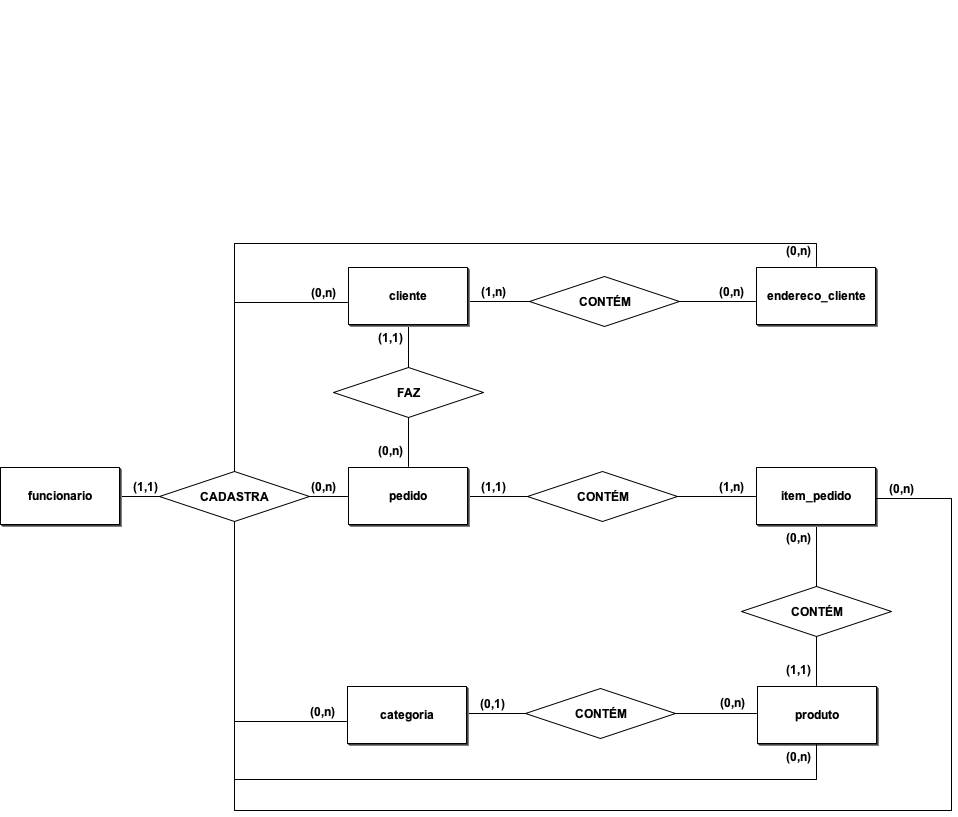 (0,n)
(0,n)
cliente
(1,n)
CONTÉM
(0,n)
endereco_cliente
(1,1)
FAZ
(0,n)
funcionario
(1,1)
CADASTRA
(0,n)
pedido
(1,1)
CONTÉM
(1,n)
item_pedido
(0,n)
(0,n)
CONTÉM
(1,1)
(0,n)
categoria
(0,1)
CONTÉM
(0,n)
produto
(0,n)